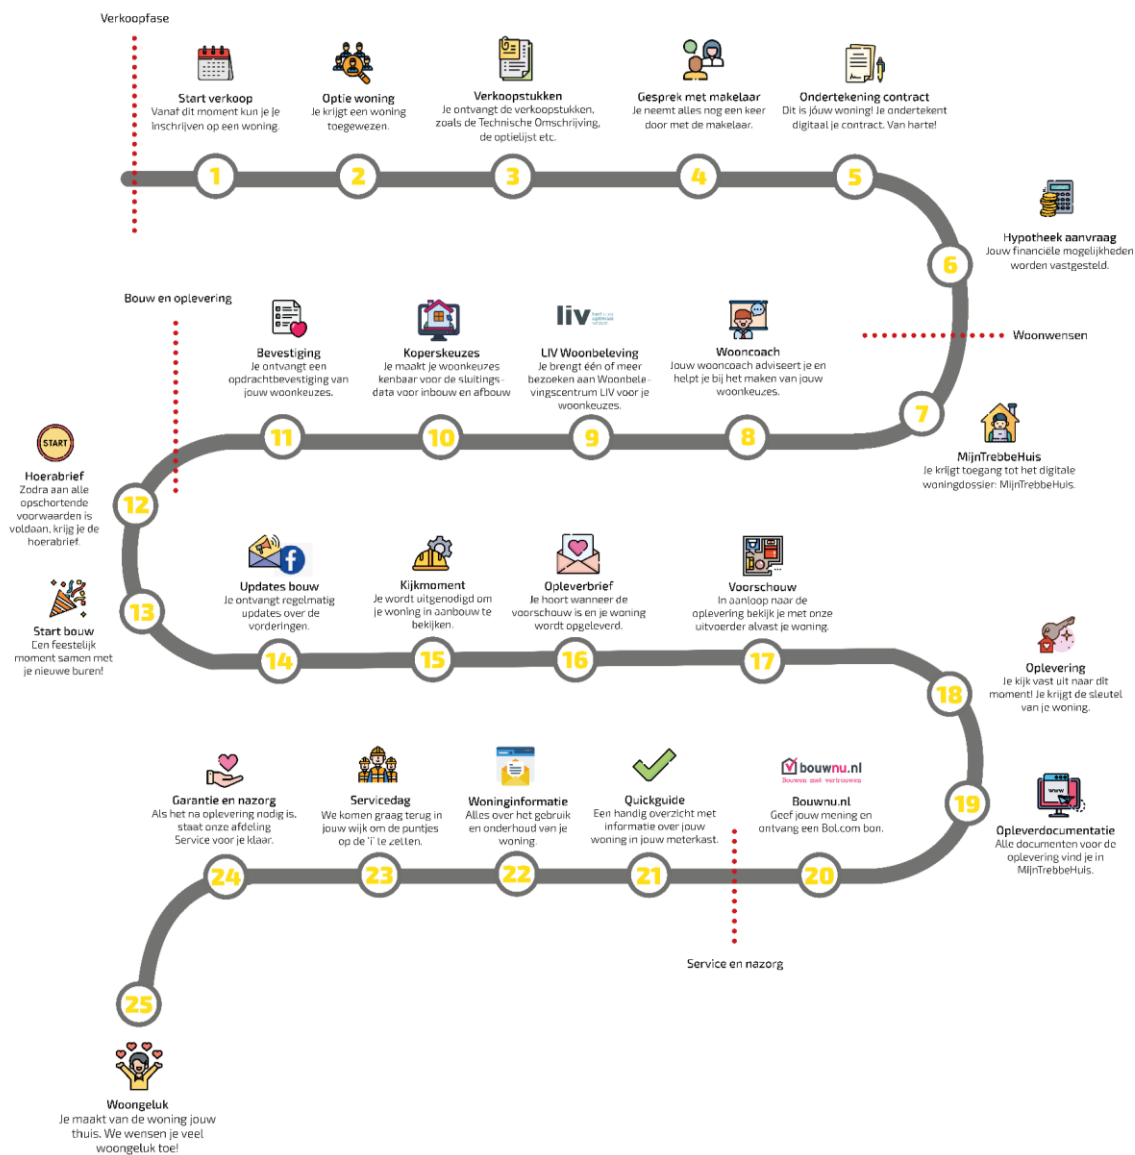 Verkoopfase
Start verkoop
Vanaf dit moment kun je je
inschrijven op een woning.
1
Optie woning
Je krijgt een woning
toegewezen.
2
Verkoopstukken
Je ontvangt de verkoopstukken,
zoals de Technische Omschrijving,
de optielijst etc.
3
Gesprek met makelaar
Je neemt alles nog een keer
door met de makelaar.
4
Ondertekening contract
Dit is jóuw woning! Je ondertekent
digitaal je contract. Van harte!
5
Hypotheek aanvraag
Jouw financiële mogelijkheden
worden vastgesteld.
6
Woonwensen
MijnTrebbeHuis
Je krijgt toegang tot het digitale
woningdossier: MijnTrebbeHuis.
7
Wooncoach
Jouw wooncoach adviseert je en
helpt je bij het maken van jouw
woonkeuzes.
8
liv
LIV Woonbeleving
Je brengt één of meer
bezoeken aan Woonbele-
vingscentrum LIV voor je
woonkeuzes.
9
Koperskeuzes
Je maakt je woonkeuzes
kenbaar voor de sluitings-
data voor inbouw en afbouw
10
Bevestiging
Je ontvangt een
opdrachtbevestiging van
jouw woonkeuzes.
11
Bouw en oplevering
START
Hoerabrief
Zodra aan alle
opschortende
voorwaarden is
voldaan, krijg je de
hoerabrief.
12
Start bouw
Een feestelijk
moment samen met
je nieuwe buren!
13
f
Updates bouw
Je ontvangt regelmatig
updates over de
vorderingen.
14
Kijkmoment
Je wordt uitgenodigd om
je woning in aanbouw te
bekijken.
15
Opleverbrief
Je hoort wanneer de
voorschouw is en je woning
wordt opgeleverd.
16
Voorschouw
In aanloop naar de
oplevering bekijk je met onze
uitvoerder alvast je woning.
17
Oplevering
Je kijk vast uit naar dit
moment! Je krijgt de sleutel
van je woning.
18
www
Opleverdocumentatie
Alle documenten voor de
oplevering vind je in
MijnTrebbeHuis.
19
bouwnu.nl
Bouwen met vertrouwen
Bouwnu.nl
Geef jouw mening en
ontvang een Bol.com bon.
20
Service en nazorg
Quickguide
Een handig overzicht met
informatie over jouw
woning in jouw meterkast.
21
Woninginformatie
Alles over het gebruik
en onderhoud van je
woning.
22
Servicedag
We komen graag terug in
jouw wijk om de puntjes
op de 'i' te zetten.
23
Garantie en nazorg
Als het na oplevering nodig is,
staat onze afdeling
Service voor je klaar.
24
25
Woongeluk
Je maakt van de woning jouw
thuis. We wensen je veel
woongeluk toe!